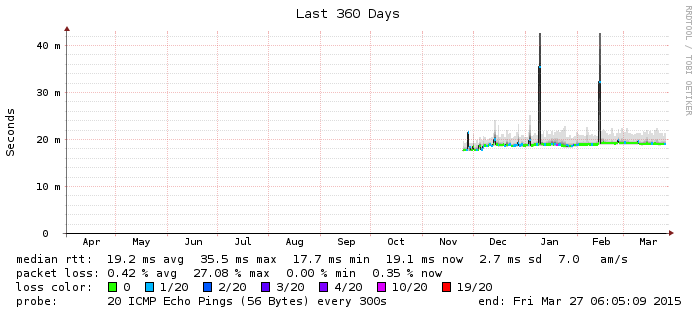 Last 360 Days
RRDTOOL / TOBI OETIKER
Seconds
40 m
30 m
20 m
10 m
0
Apr May Jun Jul Aug Sep Oct Nov Dec Jan Feb Mar
median rtt: 19.2 ms avg 35.5 ms max 17.7 ms min 19.1 ms now 2.7 ms sd 7.0 am/s
packet loss: 0.42 % avg 27.08 % max 0.00 % min 0.35 % now
loss color: 0 1/20 2/20 3/20 4/20 10/20 19/20
probe: 20 ICMP Echo Pings (56 Bytes) every 300s end: Fri Mar 27 06:05:09 2015